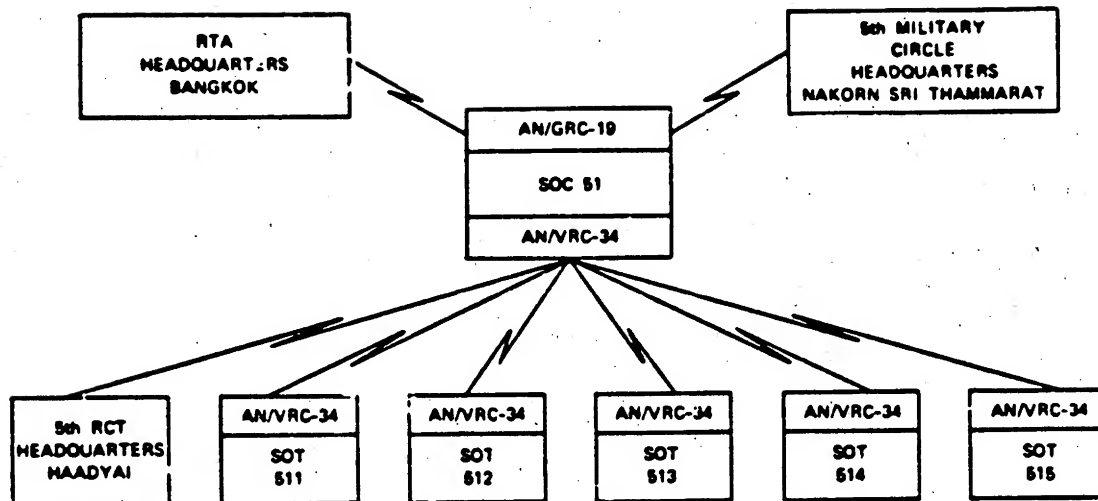 RTA
HEADQUARTERS
BANGKOK
5th MILITARY
CIRCLE
HEADQUARTERS
NAKORN SRI THAMMARAT
AN/GRC-19
SOC 51
AN/VRC-34
5th RCT
HEADQUARTERS
HAADYAI
AN/VRC-34
SOT
511
AN/VRC-34
SOT
512
AN/VRC-34
SOT
513
AN/VRC-34
SOT
514
AN/VRC-34
SOT
515